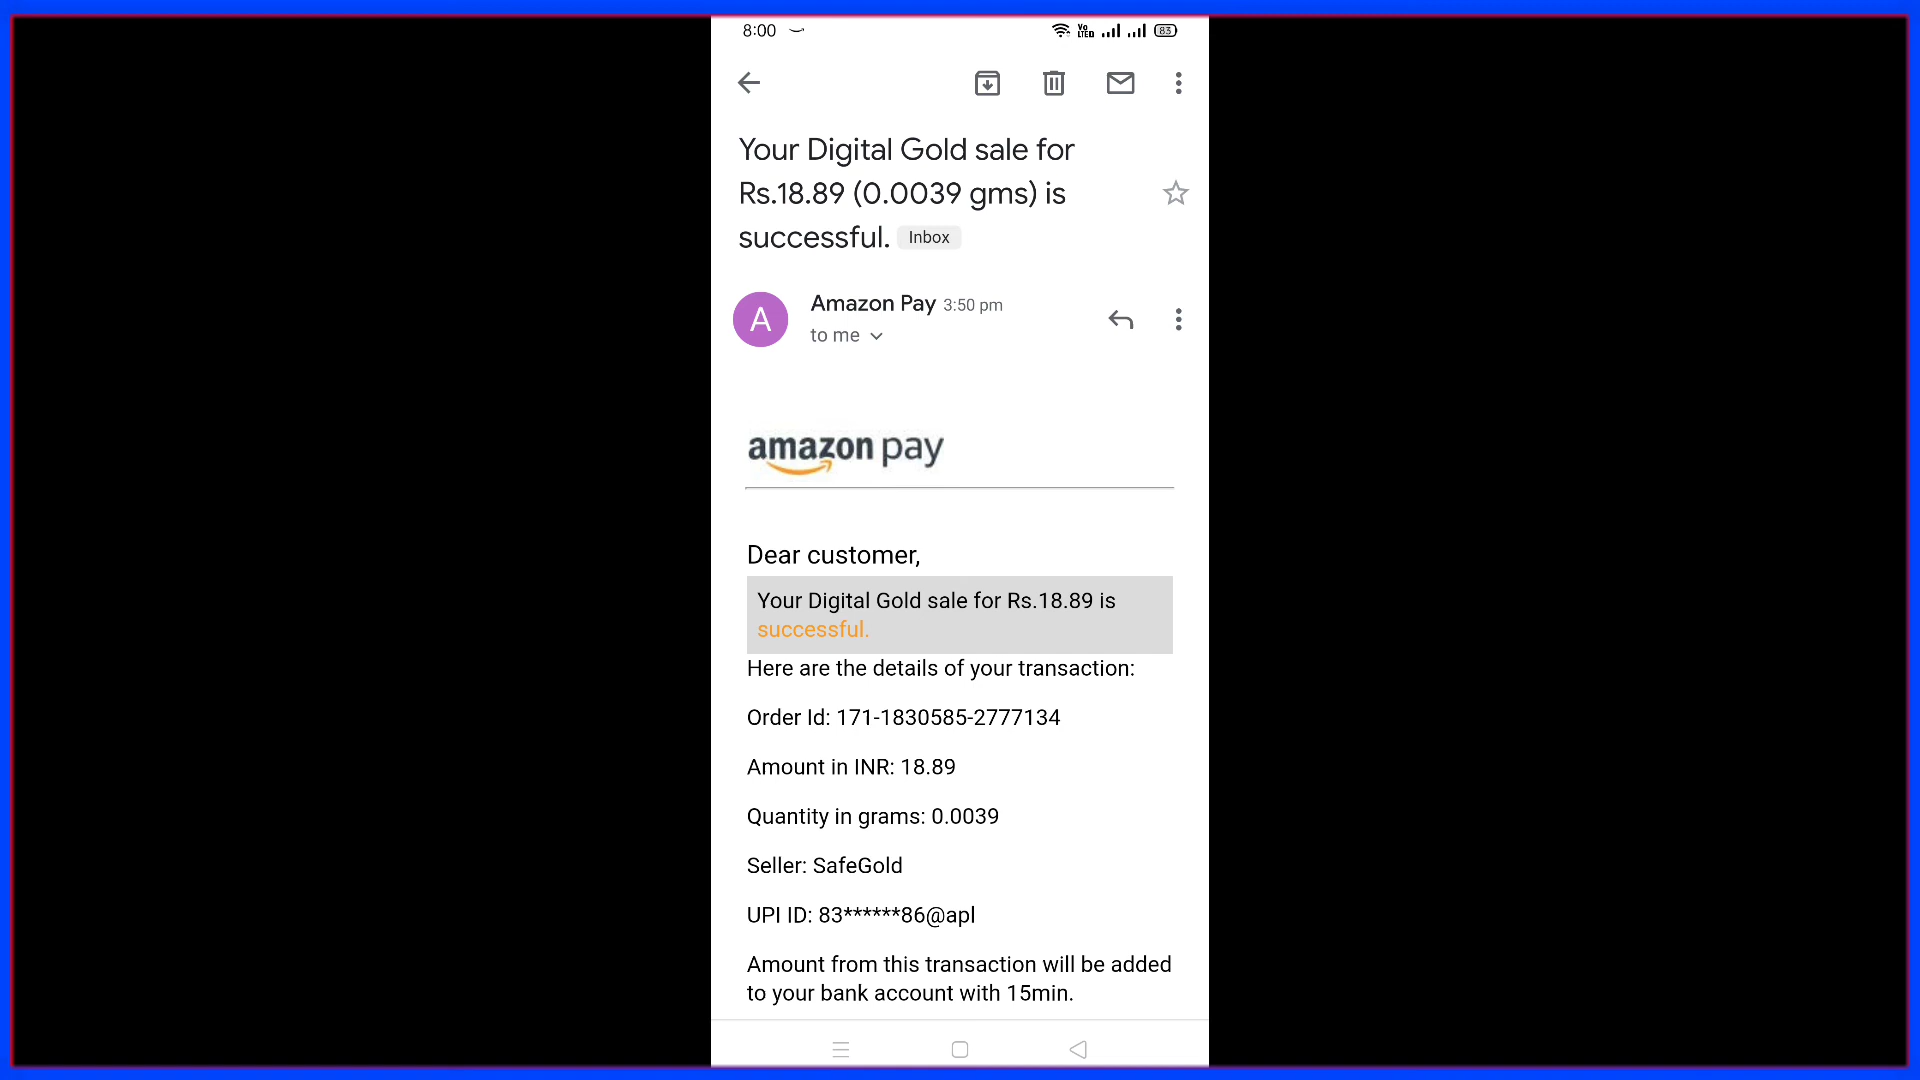 8:00
Vo LTED
83
Your Digital Gold sale for
Rs.18.89 (0.0039 gms) is
successful. Inbox
A
Amazon Pay 3:50 pm
to me
amazon pay
Dear customer,
Your Digital Gold sale for Rs.18.89 is
successful.
Here are the details of your transaction:
Order Id: 171-1830585-2777134
Amount in INR: 18.89
Quantity in grams: 0.0039
Seller: SafeGold
UPI ID: 83******86@apl
Amount from this transaction will be added
to your bank account with 15min.